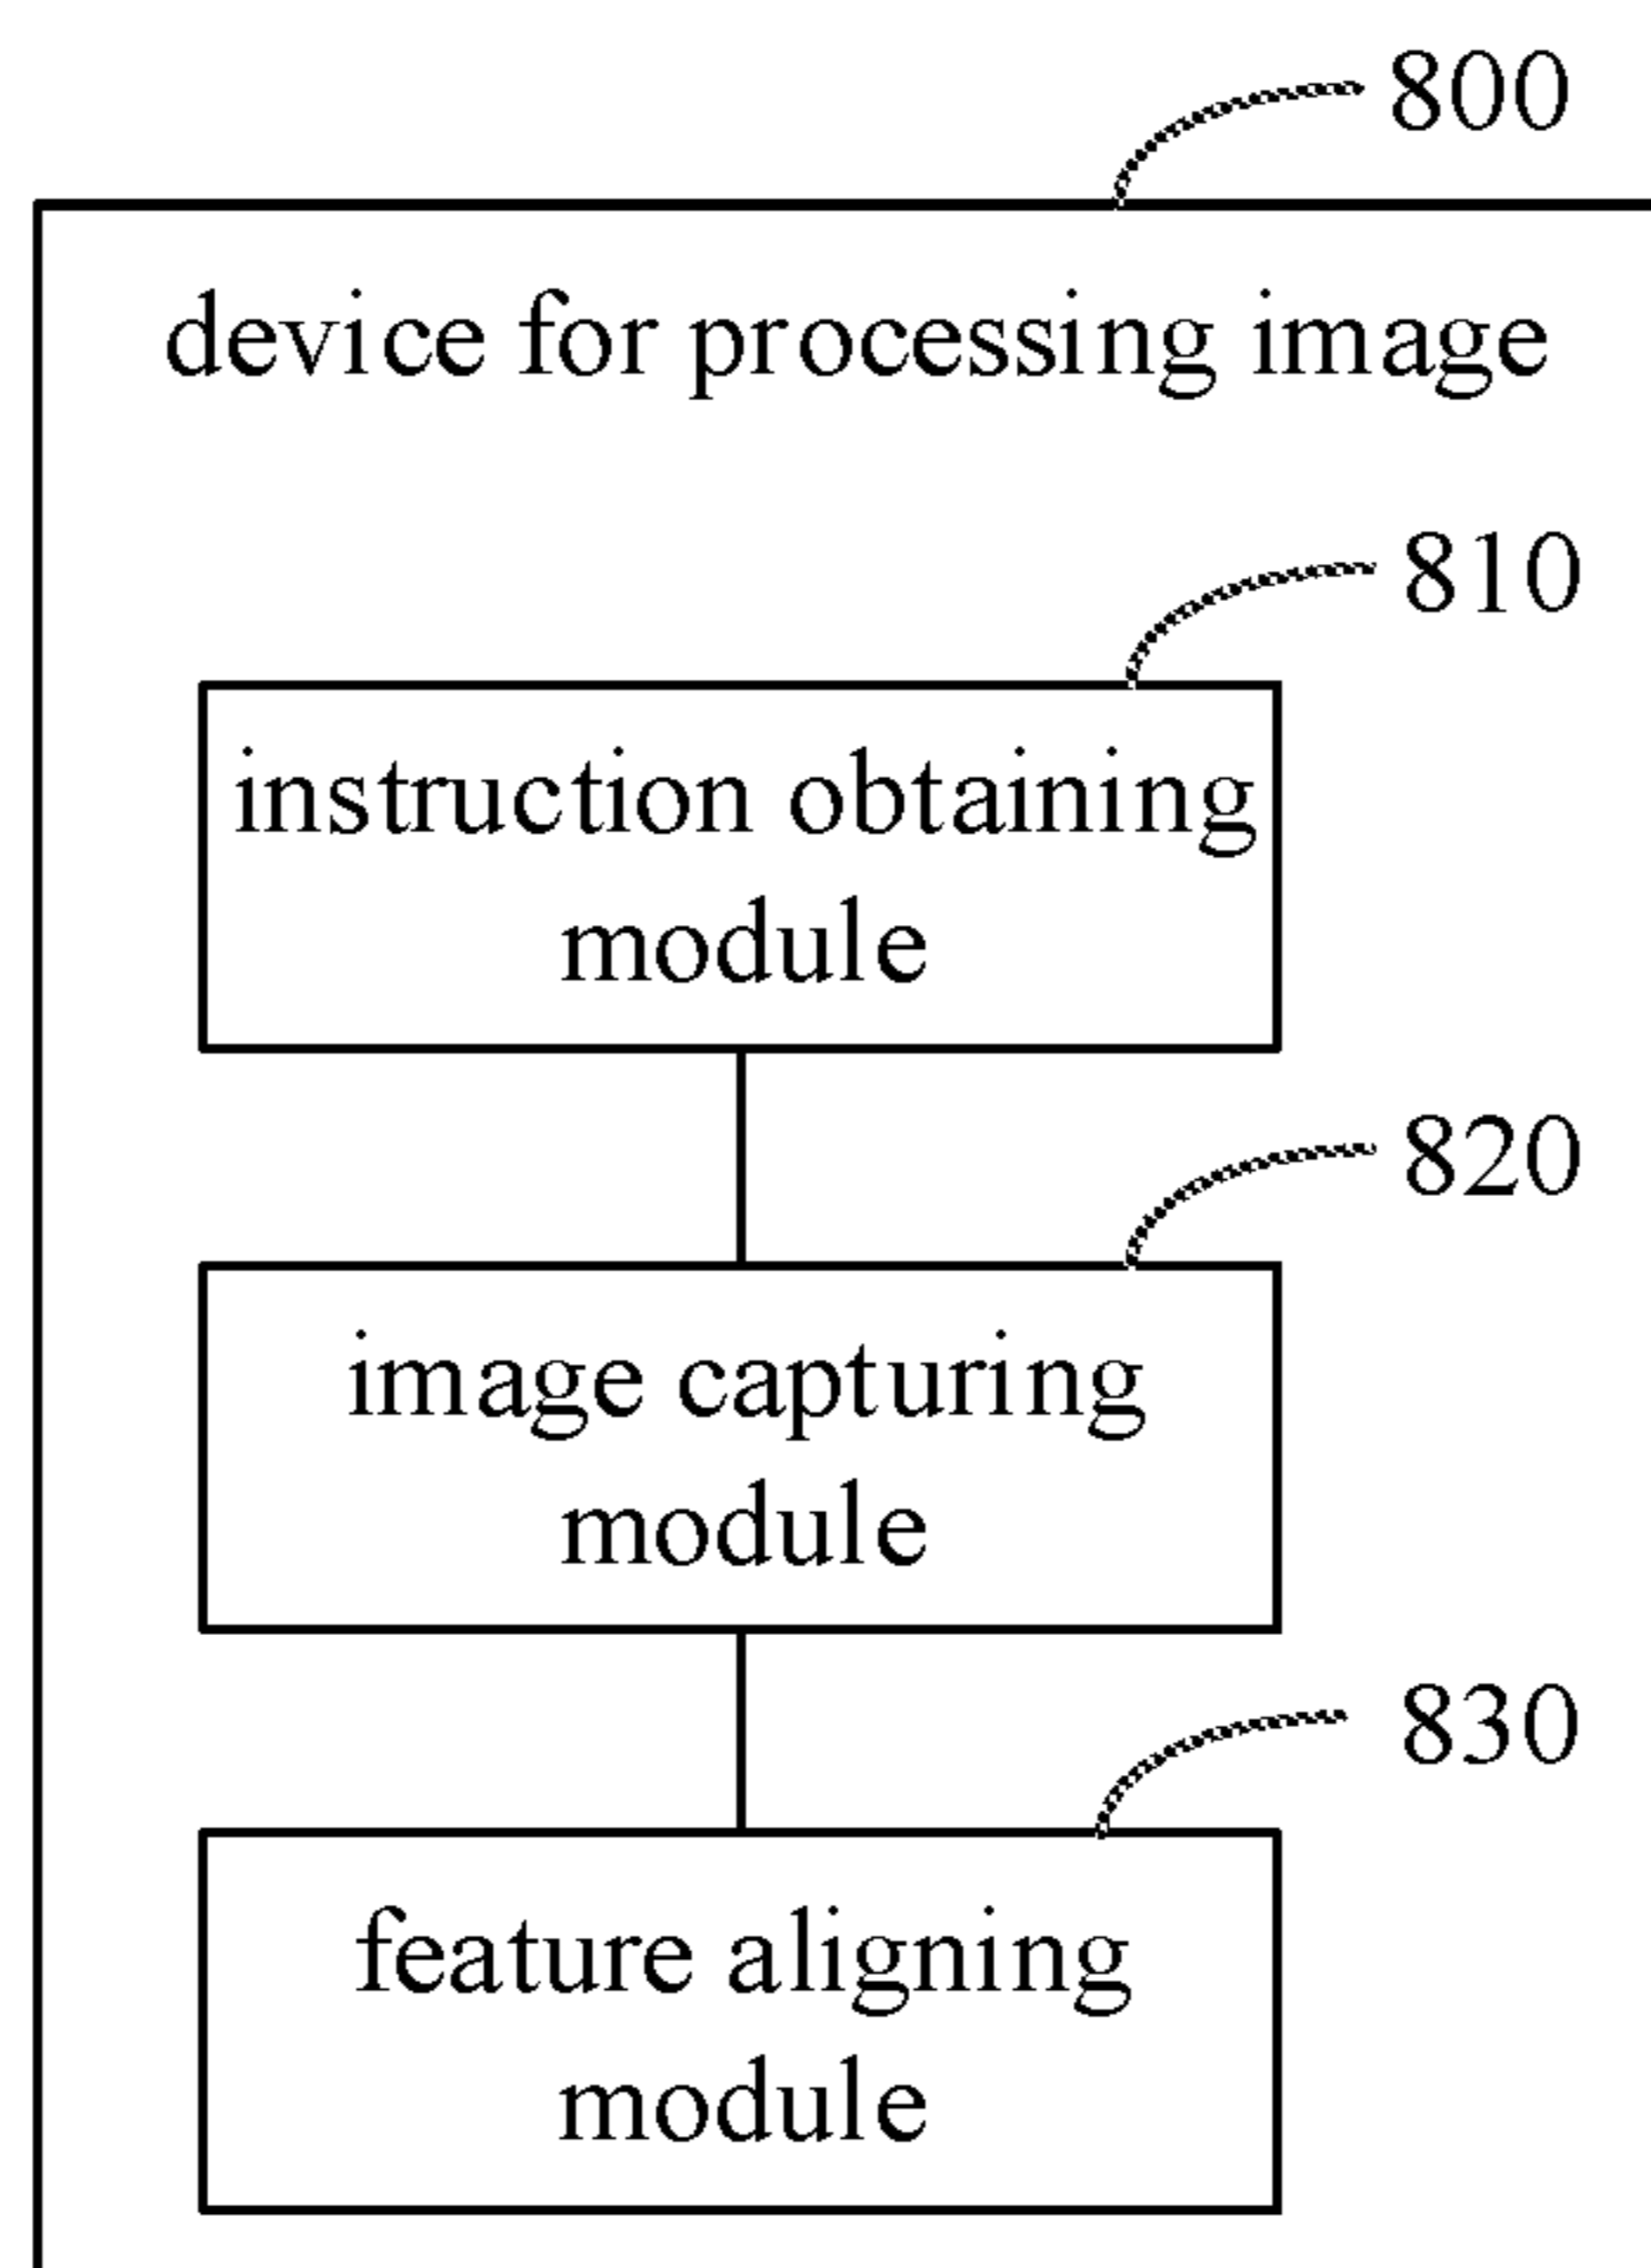 800
device for processing image
810
instruction obtaining
module
820
image capturing
module
830
feature aligning
module